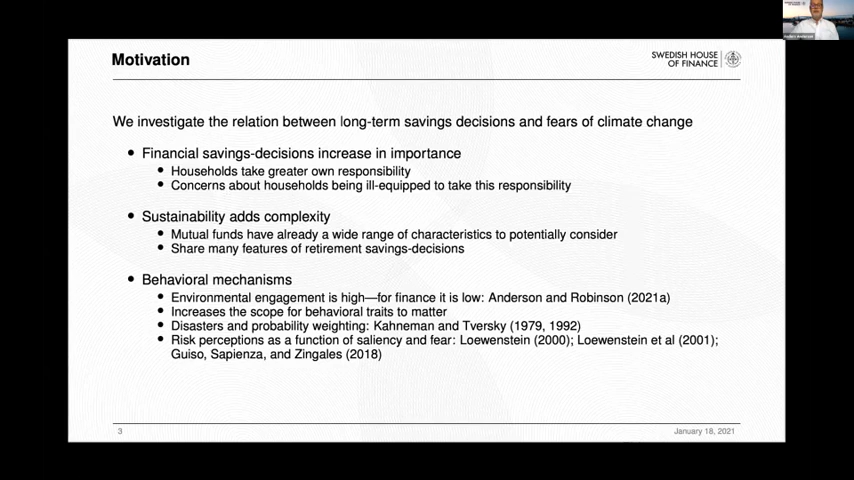 Motivation
SWEDISH HOUSE
OF FINANCE
We investigate the relation between long-term savings decisions and fears of climate change
• Financial savings-decisions increase in importance
• Households take greater own responsibility
• Concerns about households being ill-equipped to take this responsibility
• Sustainability adds complexity
• Mutual funds have already a wide range of characteristics to potentially consider
• Share many features of retirement savings-decisions
• Behavioral mechanisms
• Environmental engagement is high—for finance it is low: Anderson and Robinson (2021a)
• Increases the scope for behavioral traits to matter
• Disasters and probability weighting: Kahneman and Tversky (1979, 1992)
• Risk perceptions as a function of saliency and fear: Loewenstein (2000); Loewenstein et al (2001);
Guiso, Sapienza, and Zingales (2018)
3
January 18, 2021